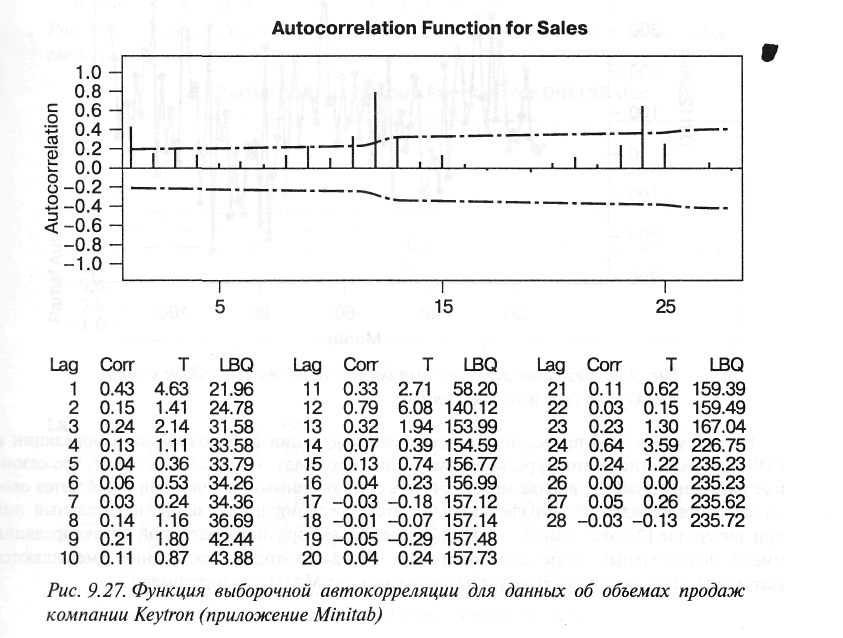 Autocorrelation Function for Sales
Autocorrelation
1.0
0.8
0.6
0.4
0.2
0.0
−0.2
−0.4
−0.6
−0.8
−1.0
5 15 25
Lag Corr T LBQ Lag Corr T LBQ Lag Corr T LBQ
1 0.43 4.63 21.96 11 0.33 2.71 58.20 21 0.11 0.62 159.39
2 0.15 1.41 24.78 12 0.79 6.08 140.12 22 0.03 0.15 159.49
3 0.24 2.14 31.58 13 0.32 1.94 153.99 23 0.23 1.30 167.04
4 0.13 1.11 33.58 14 0.07 0.39 154.59 24 0.64 3.59 226.75
5 0.04 0.36 33.79 15 0.13 0.74 156.77 25 0.24 1.22 235.23
6 0.06 0.53 34.26 16 0.04 0.23 156.99 26 0.00 0.00 235.23
7 0.03 0.24 34.36 17 −0.03 −0.18 157.12 27 0.05 0.26 235.62
8 0.14 1.16 36.69 18 −0.01 −0.07 157.14 28 −0.03 −0.13 235.72
9 0.21 1.80 42.44 19 −0.05 −0.29 157.48
10 0.11 0.87 43.88 20 0.04 0.24 157.73
Рис. 9.27. Функция выборочной автокорреляции для данных об объемах продаж
компании Keytron (приложение Minitab)